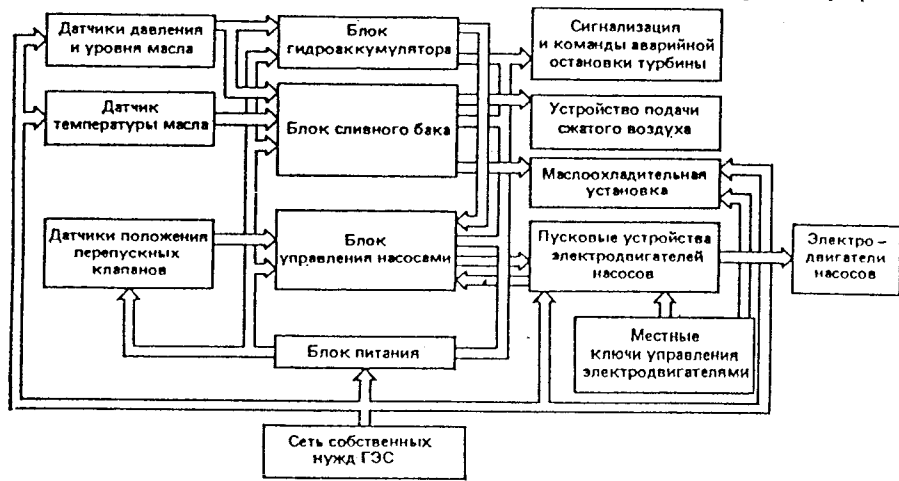 Датчики давления
и уровня масла
Блок
гидроаккумулятора
Сигнализация
и команды аварийной
остановки турбины
Датчик
температуры масла
Блок сливного бака
Устройство подачи
сжатого воздуха
Маслоохладительная
установка
Датчики положения
перепускных
клапанов
Блок
управления насосами
Пусковые устройства
электродвигателей
насосов
Электро-
двигатели
насосов
Блок питания
Местные
ключи управления
электродвигателями
Сеть собственных
нужд ГЭС